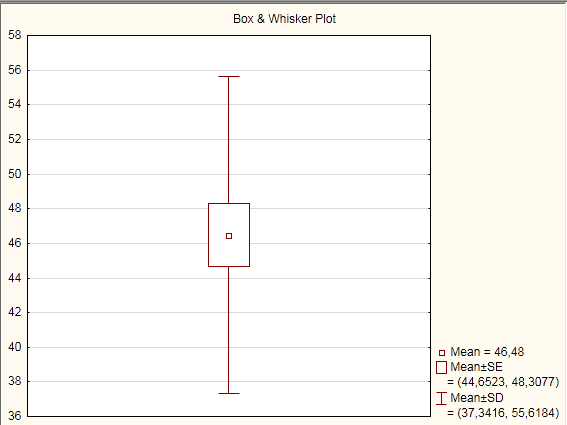 Box & Whisker Plot
58
56
54
52
50
48
46
44
42
40
38
36
Mean = 46,48
Mean±SE
= (44,6523, 48,3077)
Mean±SD
= (37,3416, 55,6184)